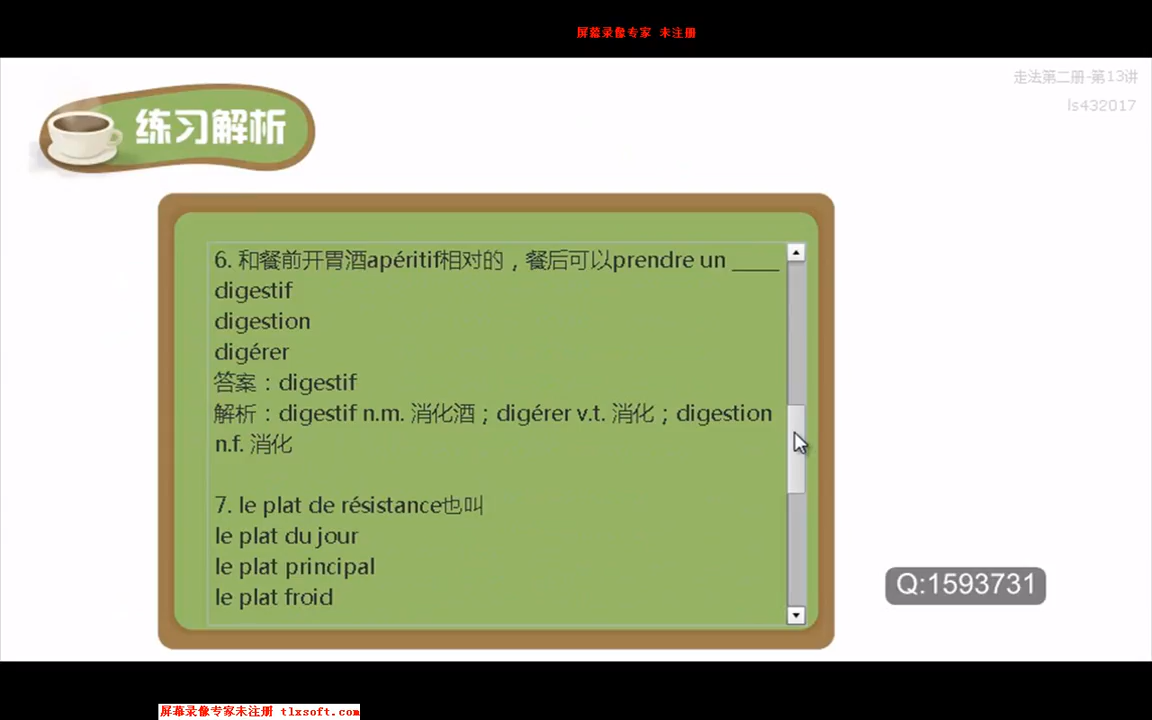 屏幕录像专家 未注册
走法第二册-第13讲
ls432017
练习解析
6. 和餐前开胃酒apéritif相对的，餐后可以prendre un ____
digestif
digestion
digérer
答案：digestif
解析：digestif n.m. 消化酒；digérer v.t. 消化；digestion
n.f. 消化
7. le plat de résistance也叫
le plat du jour
le plat principal
le plat froid
Q:1593731
屏幕录像专家未注册 tlxsoft.com